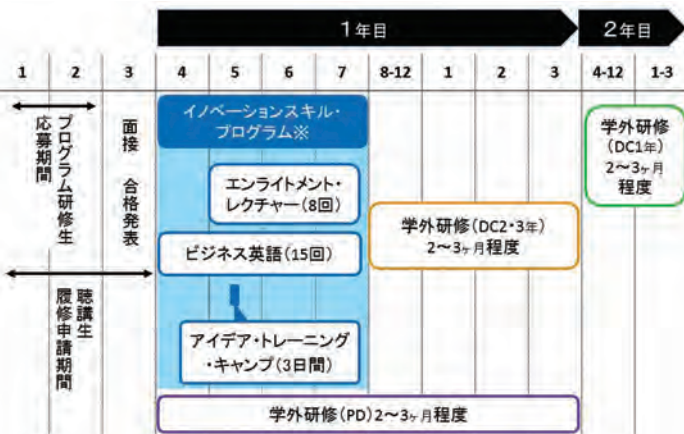 1年目
2年目
1
2
3
4
5
6
7
8-12
1
2
3
4-12
1-3
プログラム研修生
応募期間
面接 合格発表
聴講生
履修申請期間
イノベーションスキル・
プログラム※
エンライトメント・
レクチャー(8回)
ビジネス英語(15回)
アイデア・トレーニング
・キャンプ(3日間)
学外研修(DC2・3年)
2〜3ヶ月程度
学外研修
(DC1年)
2〜3ヶ月
程度
学外研修(PD)2〜3ヶ月程度